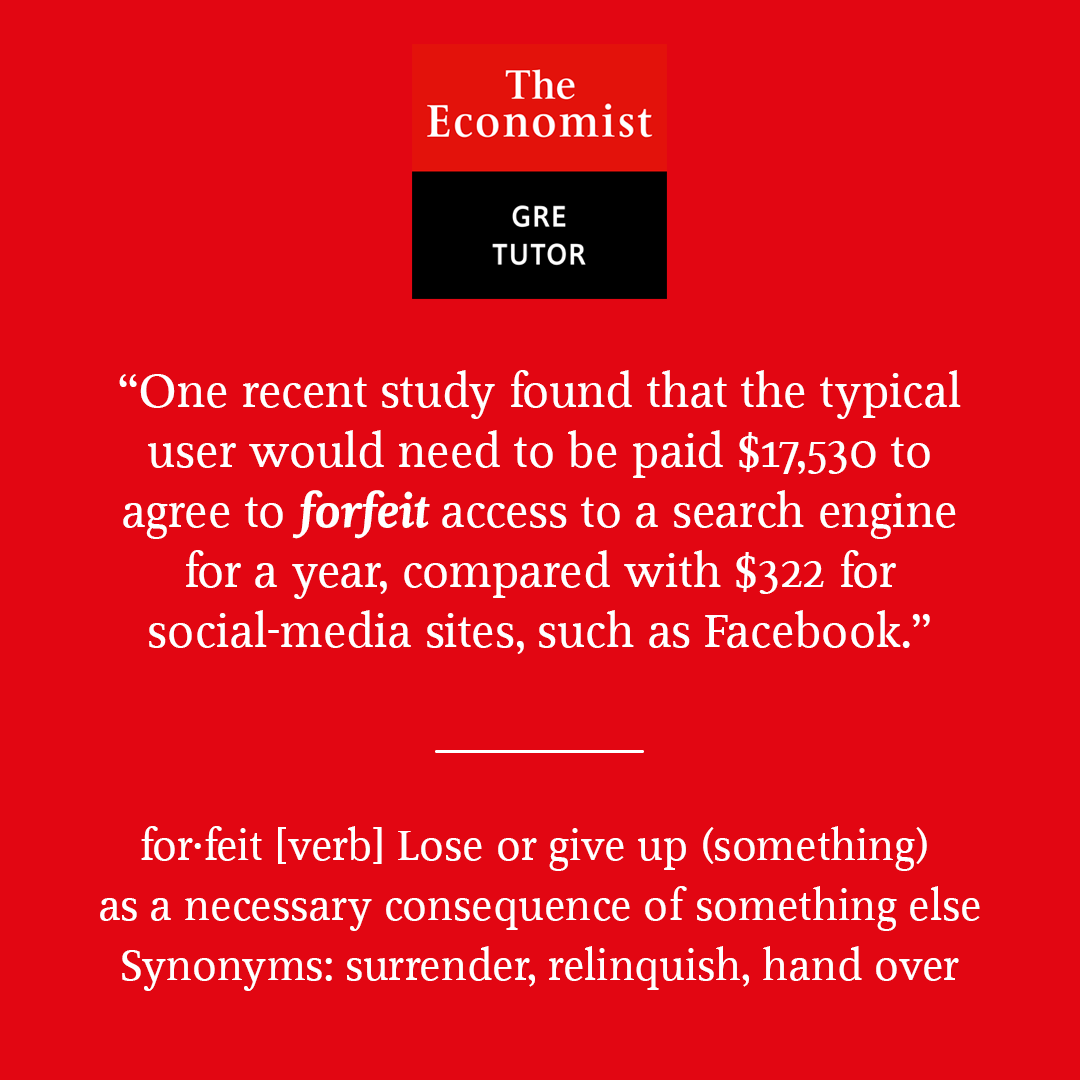 The
Economist
GRE
TUTOR
“One recent study found that the typical
user would need to be paid $17,530 to
agree to forfeit access to a search engine
for a year, compared with $322 for
social-media sites, such as Facebook.”
for·feit [verb] Lose or give up (something)
as a necessary consequence of something else
Synonyms: surrender, relinquish, hand over